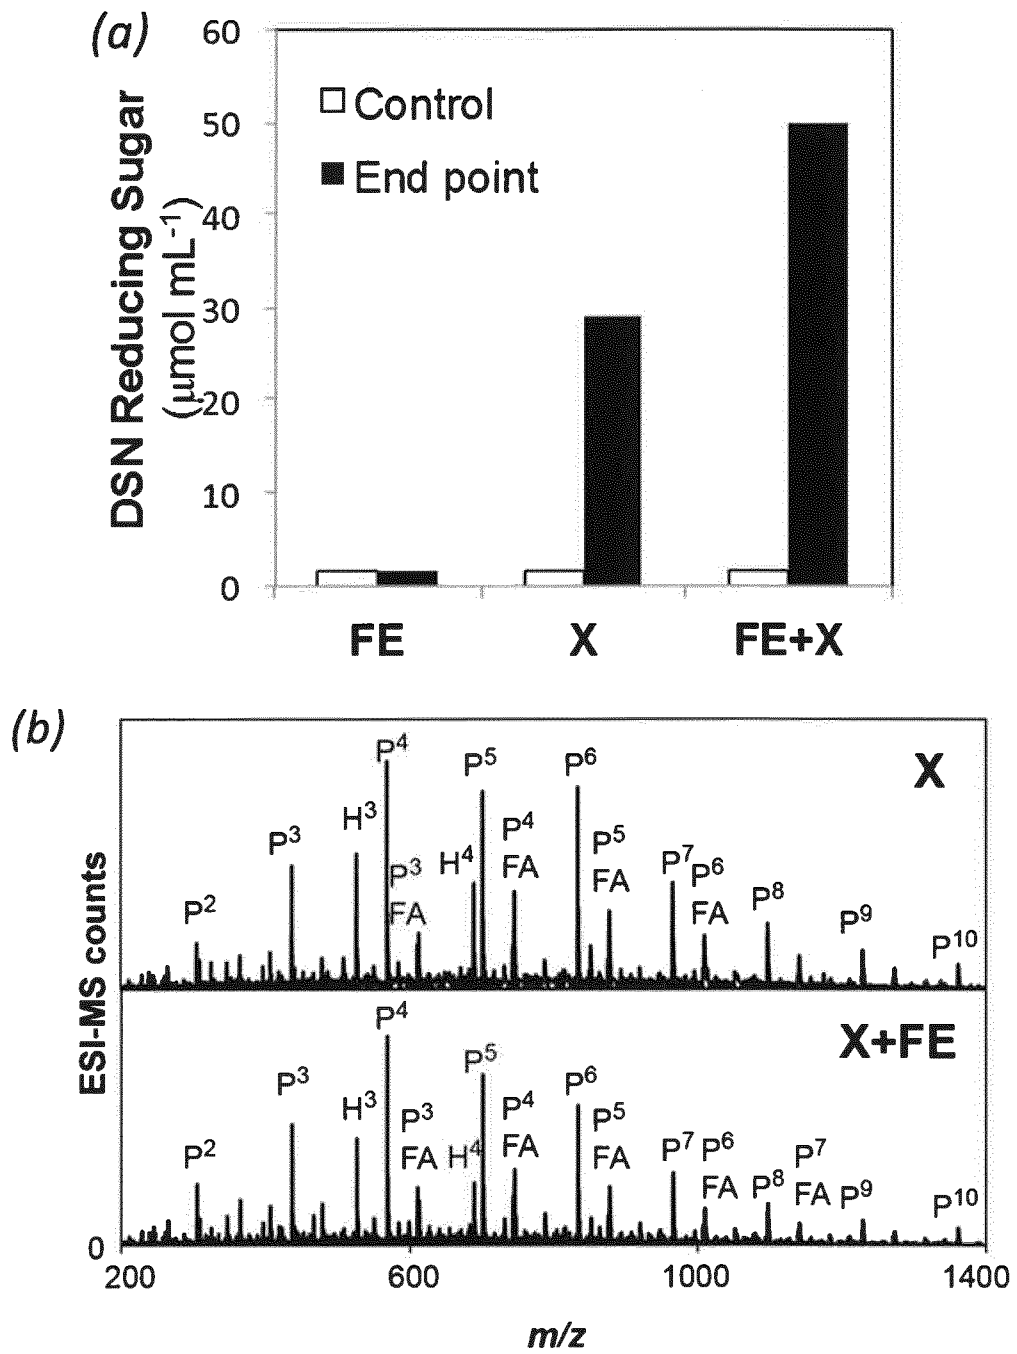 (a)
60
50
40
30
20
10
0
DSN Reducing Sugar
(μmol mL⁻¹)
Control
End point
FE X FE+X
(b)
X
P² P³ H³ P⁴ P³ FA H⁴ P⁵ P⁴ FA P⁶ P⁵ FA P⁷ P⁶ FA P⁸ P⁹ P¹⁰
ESI-MS counts
X+FE
P² P³ H³ P⁴ P³ FA H⁴ P⁵ P⁴ FA P⁶ P⁵ FA P⁷ P⁶ FA P⁸ P⁷ FA P⁹ P¹⁰
0
200 600 1000 1400
m/z